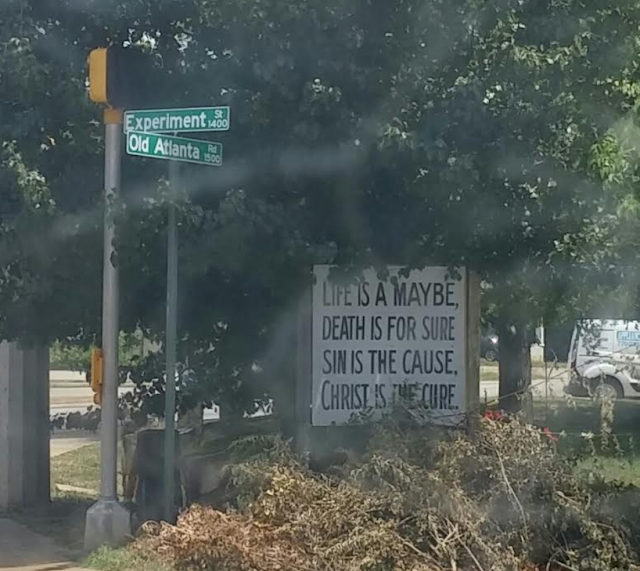 Experiment St 1400
Old Atlanta Rd 1500
LIFE IS A MAYBE,
DEATH IS FOR SURE
SIN IS THE CAUSE,
CHRIST IS THE CURE.